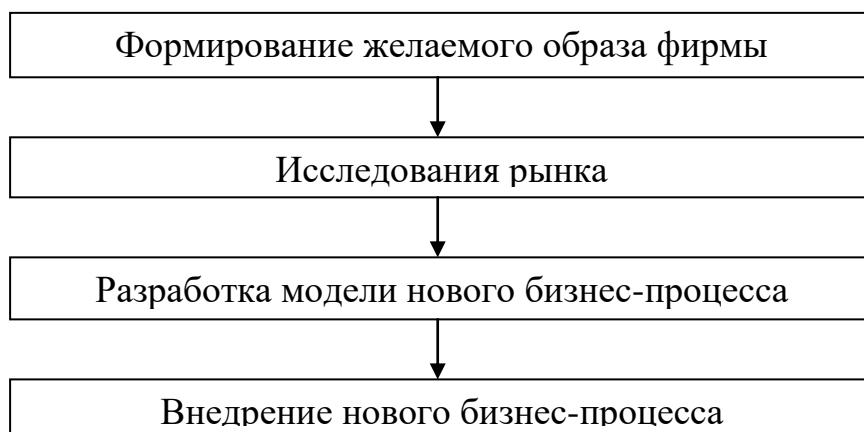 Формирование желаемого образа фирмы
Исследования рынка
Разработка модели нового бизнес-процесса
Внедрение нового бизнес-процесса